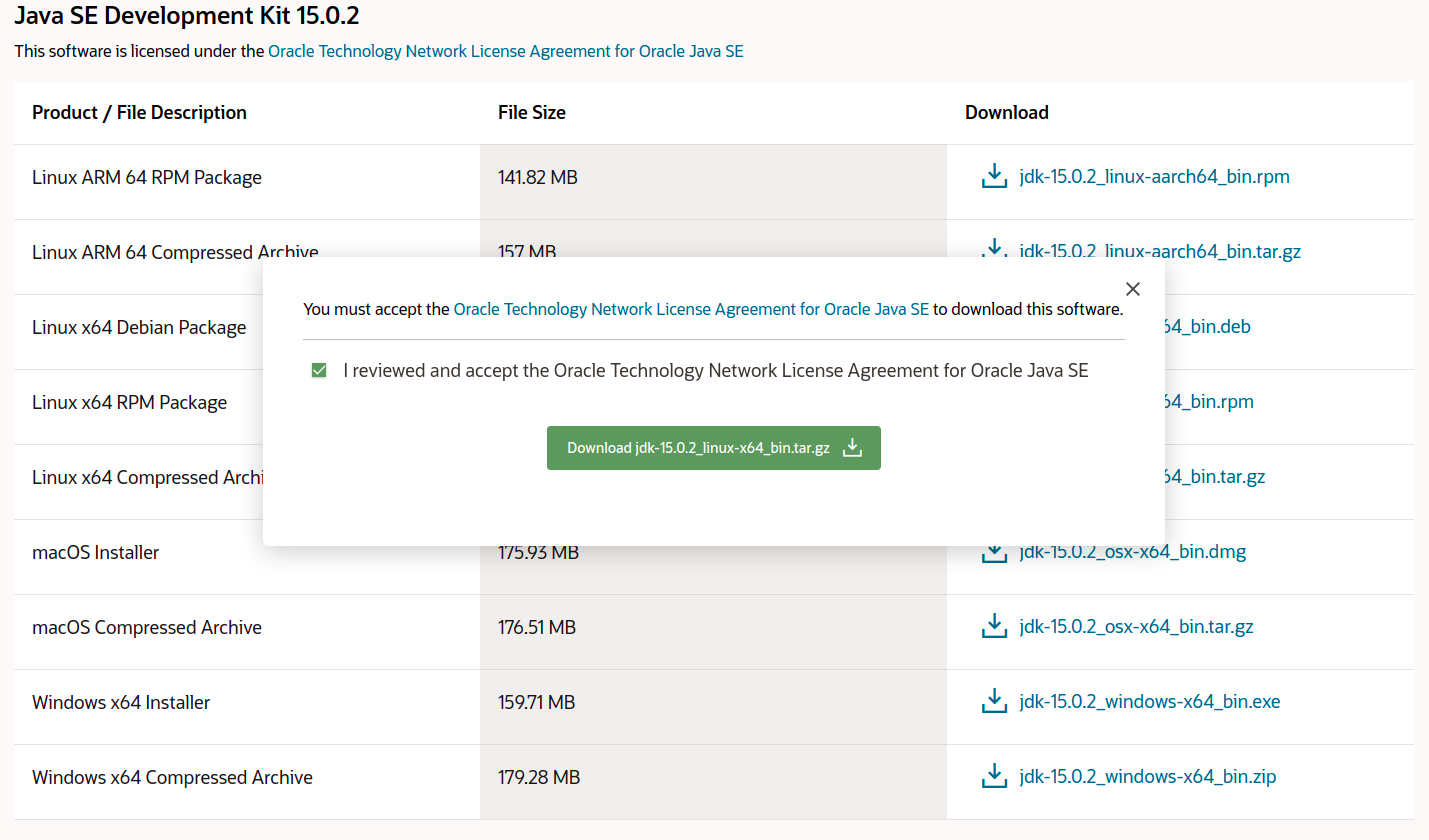 Java SE Development Kit 15.0.2
This software is licensed under the Oracle Technology Network License Agreement for Oracle Java SE
Product / File Description File Size Download
Linux ARM 64 RPM Package 141.82 MB jdk-15.0.2_linux-aarch64_bin.rpm
Linux ARM 64 Compressed Archive 157 MB jdk-15.0.2_linux-aarch64_bin.tar.gz
You must accept the Oracle Technology Network License Agreement for Oracle Java SE to download this software.
I reviewed and accept the Oracle Technology Network License Agreement for Oracle Java SE
Download jdk-15.0.2_linux-x64_bin.tar.gz
Linux x64 Debian Package 64_bin.deb
Linux x64 RPM Package 64_bin.rpm
Linux x64 Compressed Archi 64_bin.tar.gz
macOS Installer 175.93 MB jdk-15.0.2_osx-x64_bin.dmg
macOS Compressed Archive 176.51 MB jdk-15.0.2_osx-x64_bin.tar.gz
Windows x64 Installer 159.71 MB jdk-15.0.2_windows-x64_bin.exe
Windows x64 Compressed Archive 179.28 MB jdk-15.0.2_windows-x64_bin.zip